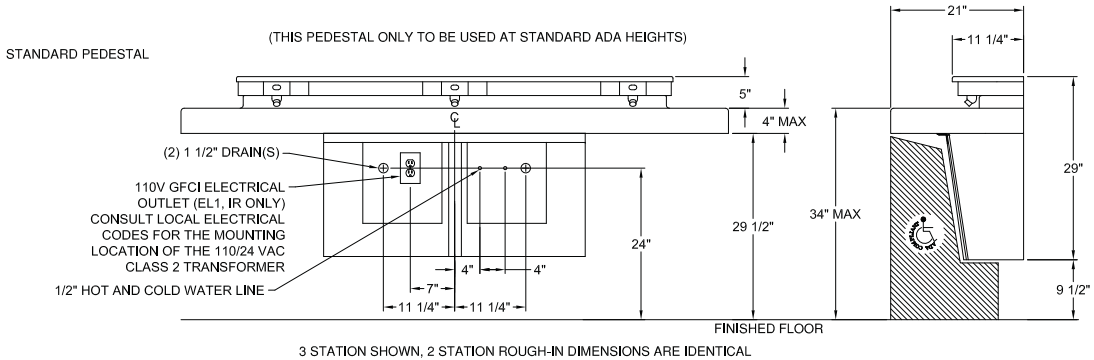 (THIS PEDESTAL ONLY TO BE USED AT STANDARD ADA HEIGHTS)
STANDARD PEDESTAL
21"
11 1/4"
5"
4" MAX
℄
(2) 1 1/2" DRAIN(S)
110V GFCI ELECTRICAL
OUTLET (EL1, IR ONLY)
CONSULT LOCAL ELECTRICAL
CODES FOR THE MOUNTING
LOCATION OF THE 110/24 VAC
CLASS 2 TRANSFORMER
1/2" HOT AND COLD WATER LINE
24"
29 1/2"
34" MAX
29"
4"
4"
7"
11 1/4"
11 1/4"
9 1/2"
ADA COMPLIANT
FINISHED FLOOR
3 STATION SHOWN, 2 STATION ROUGH-IN DIMENSIONS ARE IDENTICAL